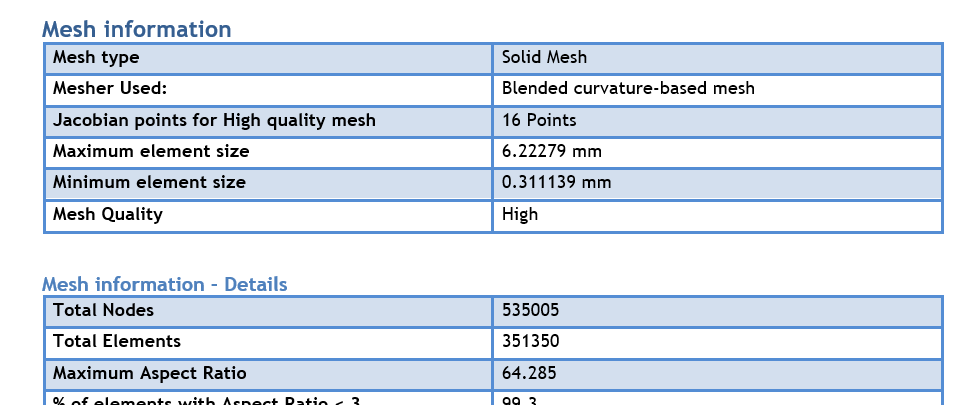 Mesh information
Mesh type Solid Mesh
Mesher Used: Blended curvature-based mesh
Jacobian points for High quality mesh 16 Points
Maximum element size 6.22279 mm
Minimum element size 0.311139 mm
Mesh Quality High
Mesh information - Details
Total Nodes 535005
Total Elements 351350
Maximum Aspect Ratio 64.285
% of elements with Aspect Ratio < 3 99.3